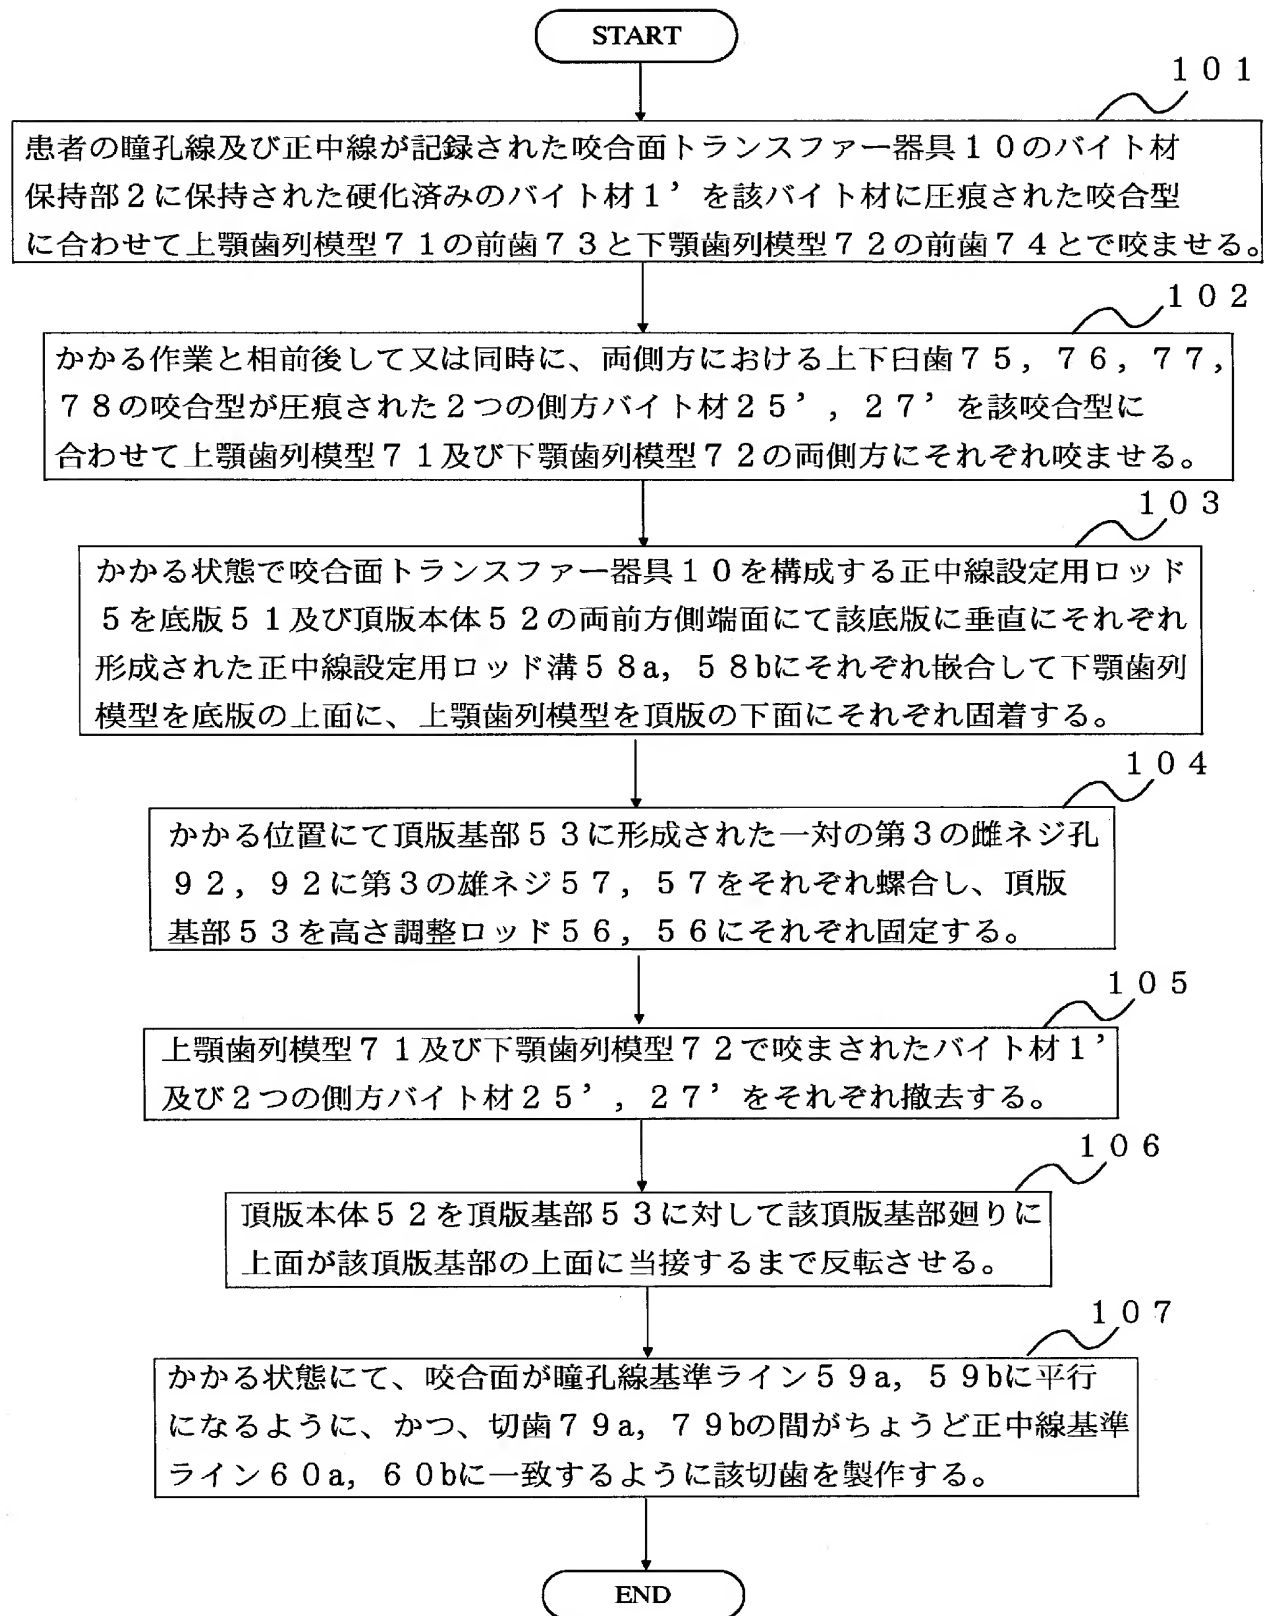 START
101
患者の瞳孔線及び正中線が記録された咬合面トランスファー器具10のバイト材
保持部2に保持された硬化済みのバイト材1’を該バイト材に圧痕された咬合型
に合わせて上顎歯列模型71の前歯73と下顎歯列模型72の前歯74とで咬ませる。
102
かかる作業と相前後して又は同時に、両側方における上下臼歯75,76,77,
78の咬合型が圧痕された2つの側方バイト材25’,27’を該咬合型に
合わせて上顎歯列模型71及び下顎歯列模型72の両側方にそれぞれ咬ませる。
103
かかる状態で咬合面トランスファー器具10を構成する正中線設定用ロッド
5を底版51及び頂版本体52の両前方側端面にて該底版に垂直にそれぞれ
形成された正中線設定用ロッド溝58a,58bにそれぞれ嵌合して下顎歯列
模型を底版の上面に、上顎歯列模型を頂版の下面にそれぞれ固着する。
104
かかる位置にて頂版基部53に形成された一対の第3の雌ネジ孔
92,92に第3の雄ネジ57,57をそれぞれ螺合し、頂版
基部53を高さ調整ロッド56,56にそれぞれ固定する。
105
上顎歯列模型71及び下顎歯列模型72で咬まされたバイト材1’
及び2つの側方バイト材25’,27’をそれぞれ撤去する。
106
頂版本体52を頂版基部53に対して該頂版基部廻りに
上面が該頂版基部の上面に当接するまで反転させる。
107
かかる状態にて、咬合面が瞳孔線基準ライン59a,59bに平行
になるように、かつ、切歯79a,79bの間がちょうど正中線基準
ライン60a,60bに一致するように該切歯を製作する。
END